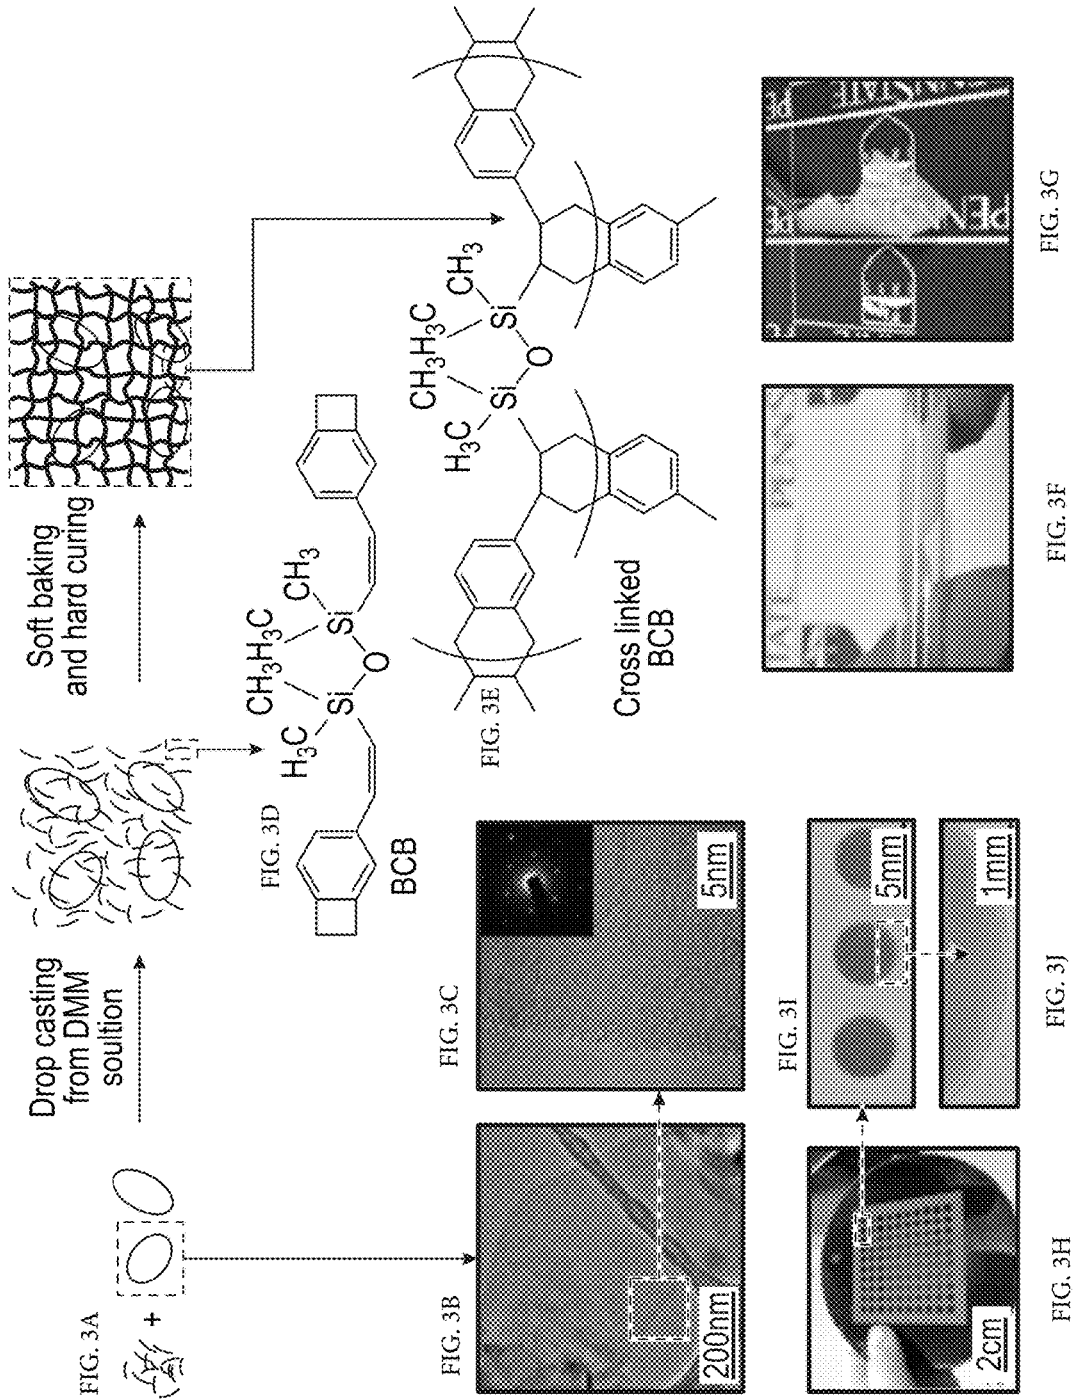 FIG. 3A
+
Drop casting
from DMM
soultion
Soft baking
and hard curing
FIG. 3B
200nm
FIG. 3C
5nm
FIG. 3D
H₃C
CH₃H₃C
CH₃
Si
Si
O
BCB
FIG. 3E
H₃C
CH₃H₃C
CH₃
Si
Si
O
Cross linked
BCB
FIG. 3H
2cm
FIG. 3I
5mm
1mm
FIG. 3J
FIG. 3F
FIG. 3G
PEN